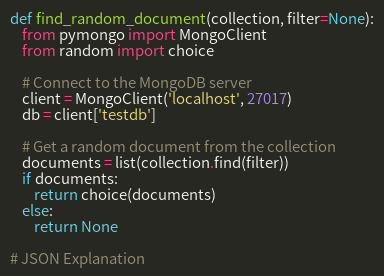 def find_random_document(collection, filter=None):
from pymongo import MongoClient
from random import choice
# Connect to the MongoDB server
client = MongoClient('localhost', 27017)
db = client['testdb']
# Get a random document from the collection
documents = list(collection.find(filter))
if documents:
return choice(documents)
else:
return None
# JSON Explanation